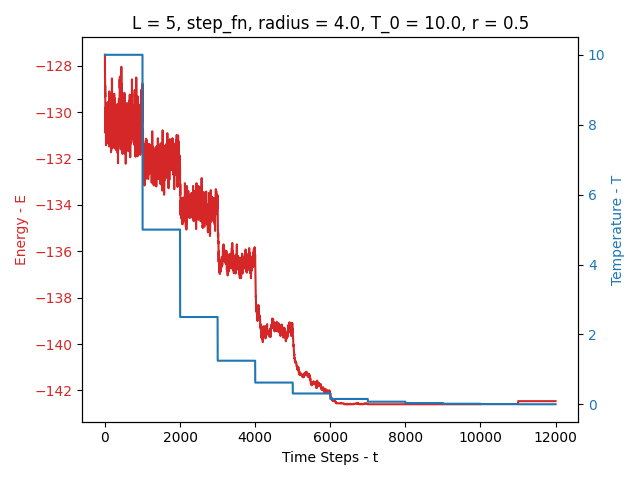 L = 5, step_fn, radius = 4.0, T_0 = 10.0, r = 0.5
Energy - E
−128
−130
−132
−134
−136
−138
−140
−142
10
8
6
4
2
0
Temperature - T
0 2000 4000 6000 8000 10000 12000
Time Steps - t